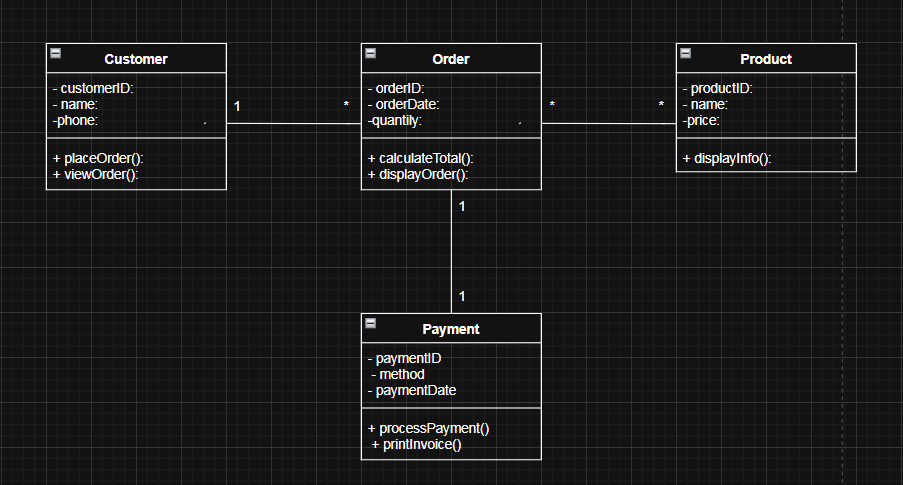 Customer
- customerID:
- name:
-phone:
+ placeOrder():
+ viewOrder():
1
*
Order
- orderID:
- orderDate:
-quantily:
+ calculateTotal():
+ displayOrder():
*
*
Product
- productID:
- name:
-price:
+ displayInfo():
1
1
Payment
- paymentID
- method
- paymentDate
+ processPayment()
+ printInvoice()